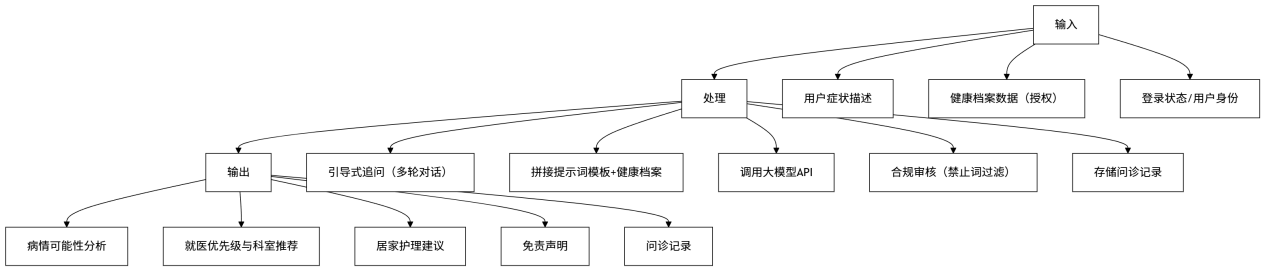 输入
处理
用户症状描述
健康档案数据（授权）
登录状态/用户身份
输出
引导式追问（多轮对话）
拼接提示词模板+健康档案
调用大模型API
合规审核（禁止词过滤）
存储问诊记录
病情可能性分析
就医优先级与科室推荐
居家护理建议
免责声明
问诊记录